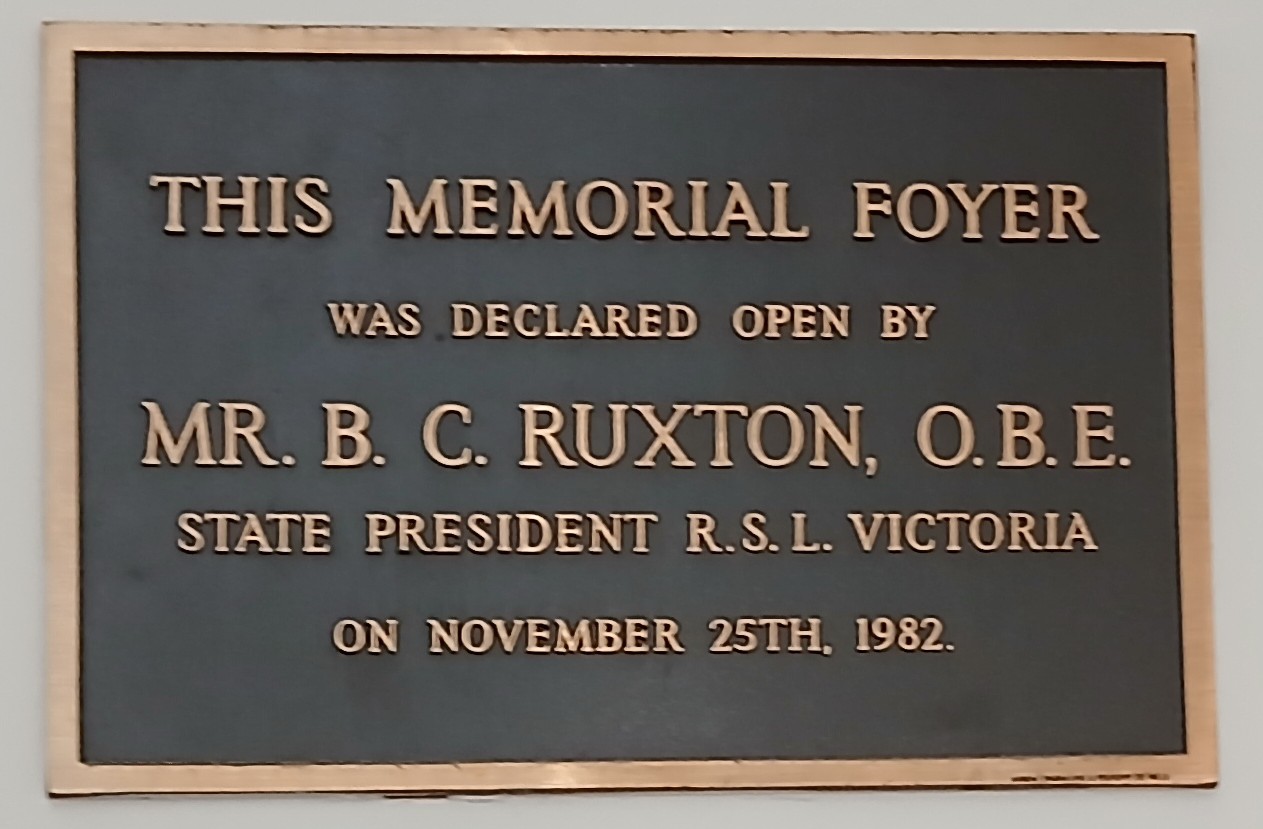 THIS MEMORIAL FOYER
WAS DECLARED OPEN BY
MR. B. C. RUXTON, O.B.E.
STATE PRESIDENT R.S.L. VICTORIA
ON NOVEMBER 25TH, 1982.